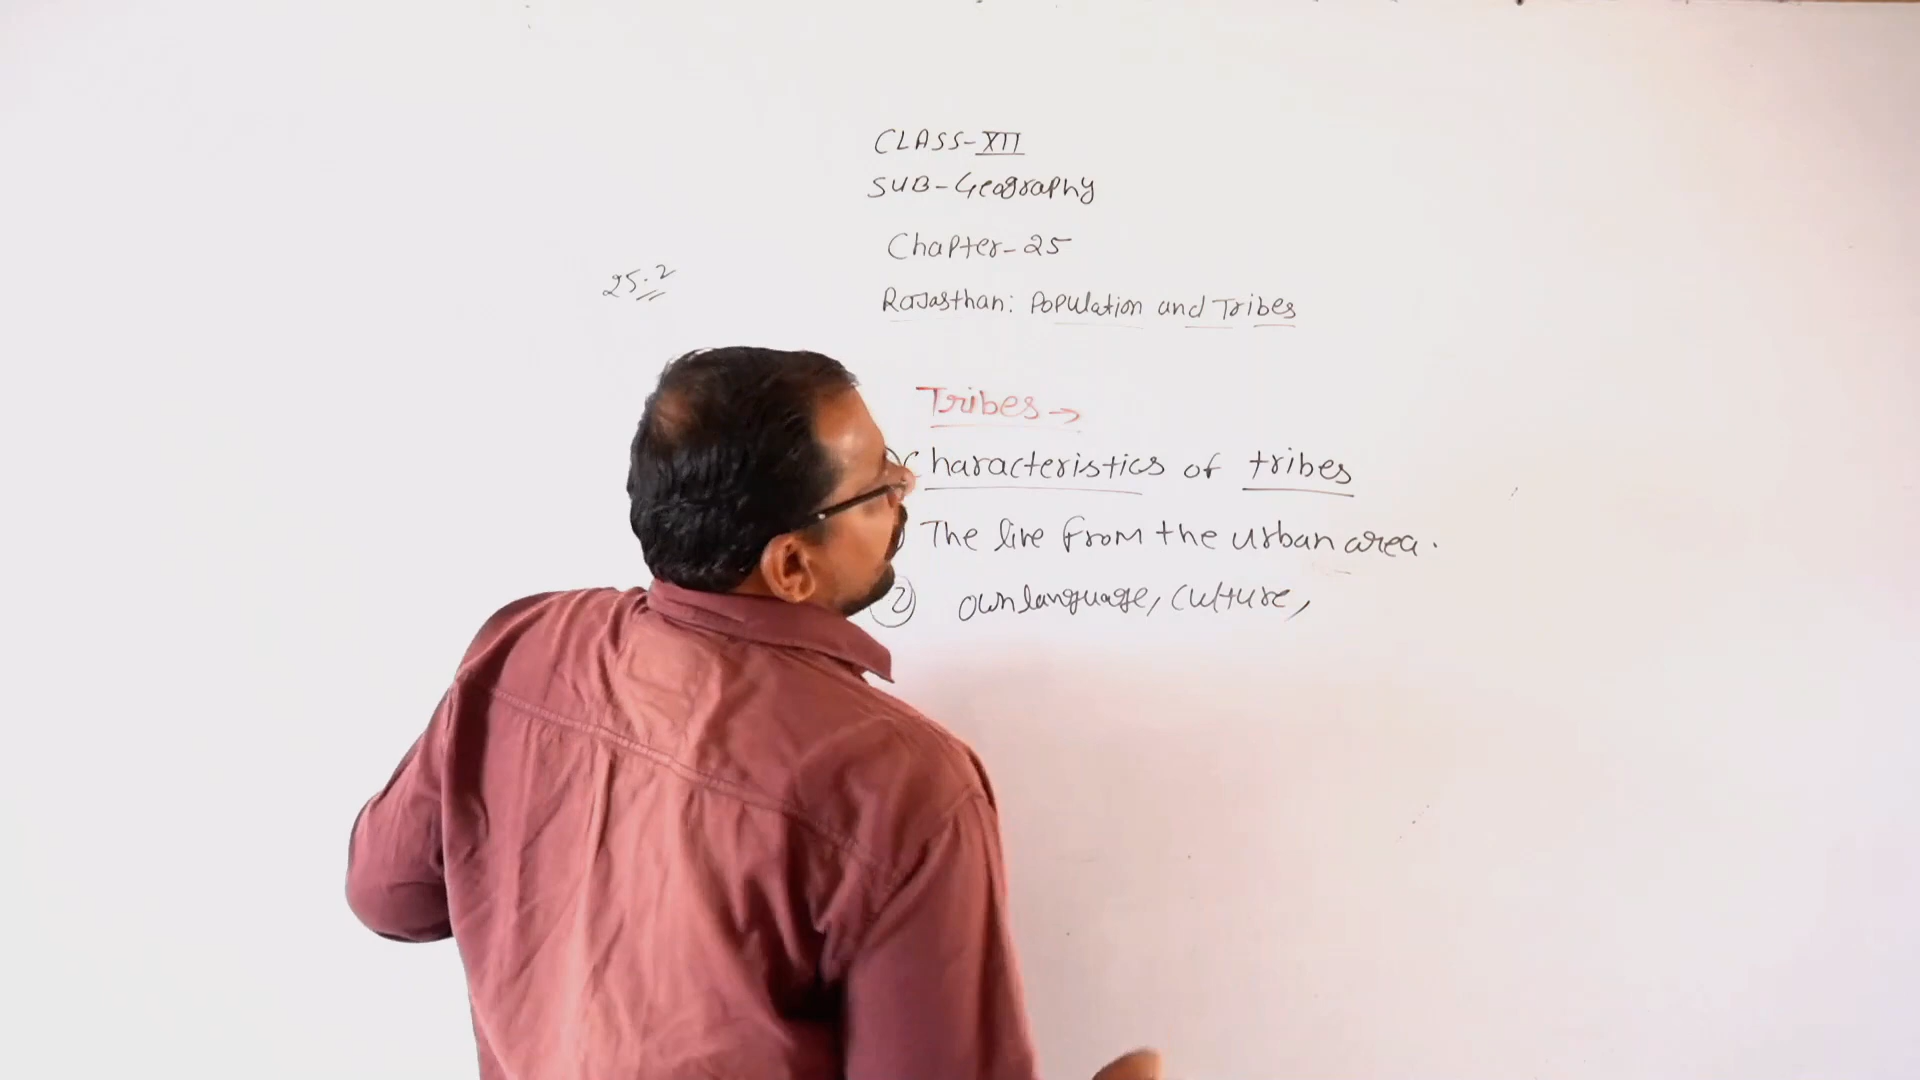 CLASS-XII
SUB-Geography
Chapter-25
25.2
Rajasthan: Population and Tribes
Tribes →
Characteristics of tribes
The live from the urban area.
② own language, culture,